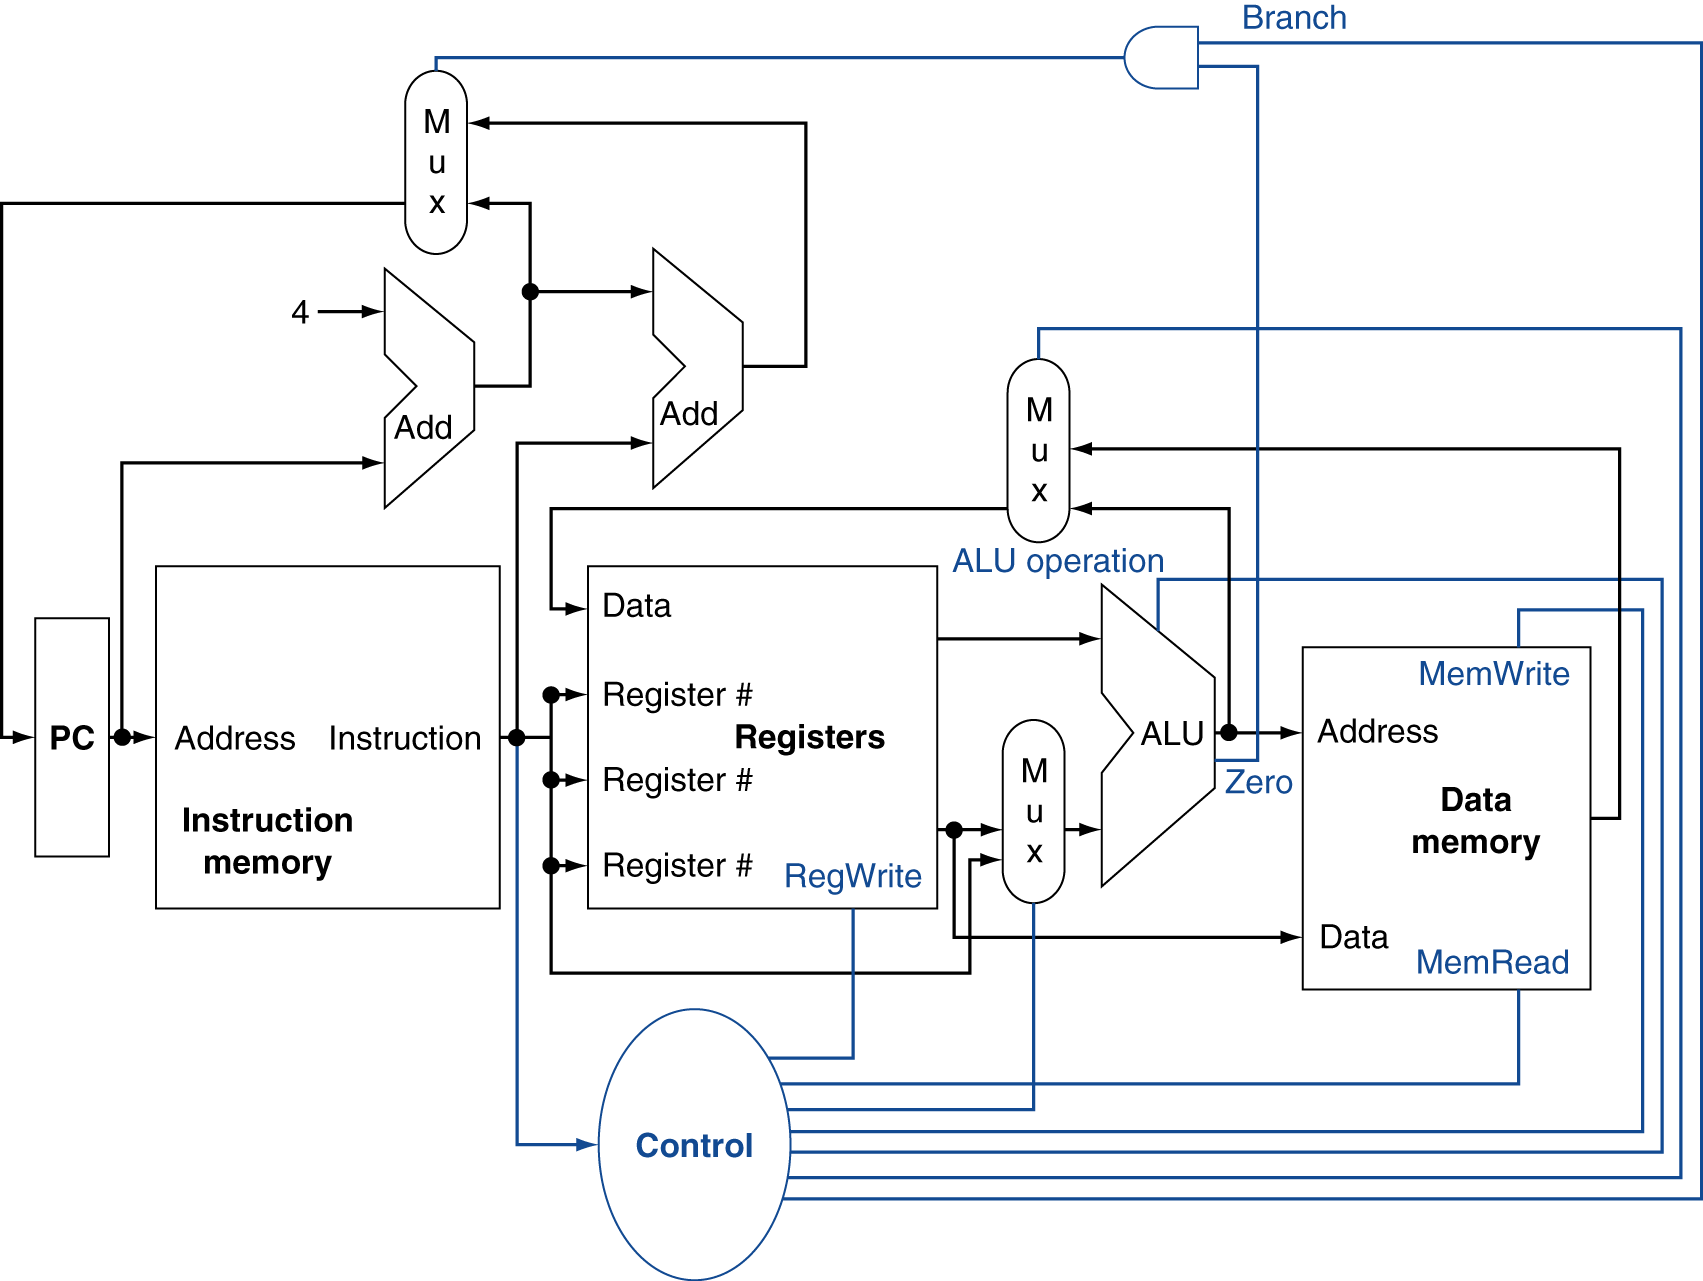 Branch
M
u
x
4
Add
Add
M
u
x
ALU operation
Data
MemWrite
Register #
PC
Address
Instruction
Registers
ALU
Address
M
u
x
Register #
Zero
Instruction
memory
Data
memory
Register #
RegWrite
Data
MemRead
Control